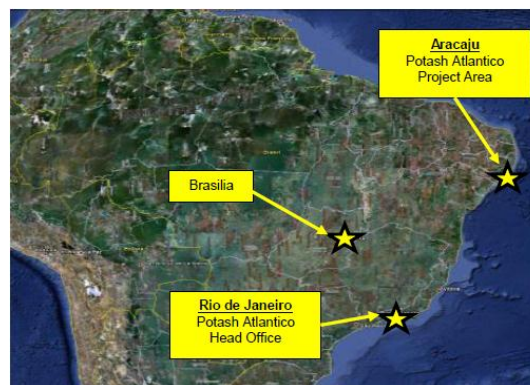 Aracaju
Potash Atlantico
Project Area
Brasilia
Rio de Janeiro
Potash Atlantico
Head Office